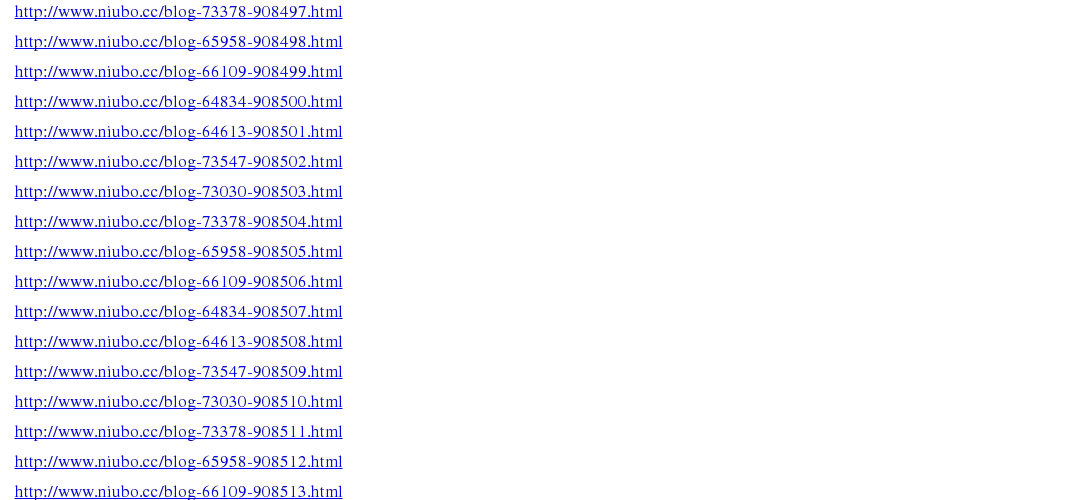 http://www.niubo.cc/blog-73378-908497.html
http://www.niubo.cc/blog-65958-908498.html
http://www.niubo.cc/blog-66109-908499.html
http://www.niubo.cc/blog-64834-908500.html
http://www.niubo.cc/blog-64613-908501.html
http://www.niubo.cc/blog-73547-908502.html
http://www.niubo.cc/blog-73030-908503.html
http://www.niubo.cc/blog-73378-908504.html
http://www.niubo.cc/blog-65958-908505.html
http://www.niubo.cc/blog-66109-908506.html
http://www.niubo.cc/blog-64834-908507.html
http://www.niubo.cc/blog-64613-908508.html
http://www.niubo.cc/blog-73547-908509.html
http://www.niubo.cc/blog-73030-908510.html
http://www.niubo.cc/blog-73378-908511.html
http://www.niubo.cc/blog-65958-908512.html
http://www.niubo.cc/blog-66109-908513.html